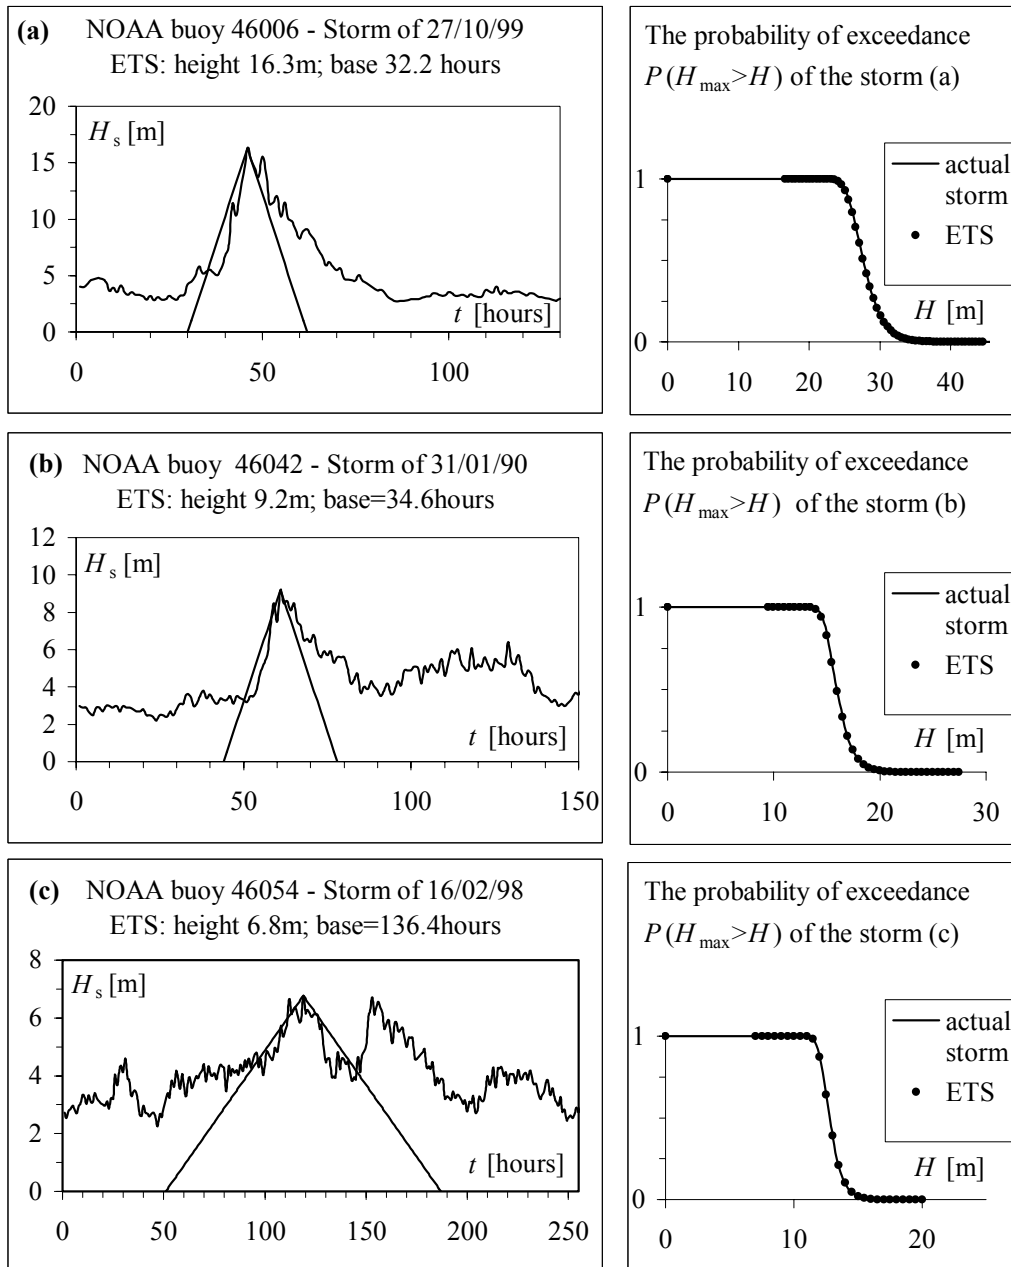 (a) NOAA buoy 46006 - Storm of 27/10/99
ETS: height 16.3m; base 32.2 hours
20
15
10
5
0
H s [m]
t [hours]
0 50 100
The probability of exceedance
P(H max>H) of the storm (a)
1
0
actual
storm
ETS
H [m]
0 10 20 30 40
(b) NOAA buoy 46042 - Storm of 31/01/90
ETS: height 9.2m; base=34.6hours
12
10
8
6
4
2
0
H s [m]
t [hours]
0 50 100 150
The probability of exceedance
P(H max>H) of the storm (b)
1
0
actual
storm
ETS
H [m]
0 10 20 30
(c) NOAA buoy 46054 - Storm of 16/02/98
ETS: height 6.8m; base=136.4hours
8
6
4
2
0
H s [m]
t [hours]
0 50 100 150 200 250
The probability of exceedance
P(H max>H) of the storm (c)
1
0
actual
storm
ETS
H [m]
0 10 20